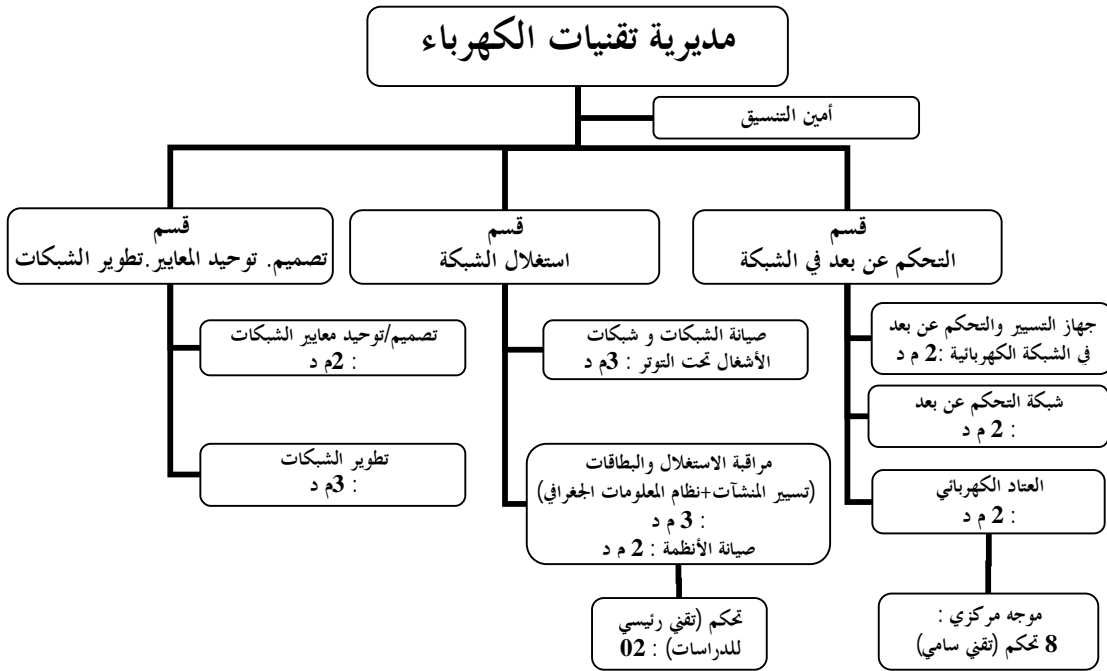 مديرية تقنيات الكهرباء
أمين التنسيق
قسم
التحكم عن بعد في الشبكة
جهاز التسيير والتحكم عن بعد
في الشبكة الكهربائية :2 م د
شبكة التحكم عن بعد
: 2 م د
العتاد الكهربائي
: 2 م د
موجه مركزي :
8 تحكم (تقني سامي)
قسم
استغلال الشبكة
صيانة الشبكات و شبكات
الأشغال تحت التوتر : 3م د
مراقبة الاستغلال والبطاقات
(تسيير المنشآت+نظام المعلومات الجغرافي)
: 3 م د
صيانة الأنظمة : 2 م د
تحكم (تقني رئيسي
للدراسات) : 02
قسم
تصميم. توحيد المعايير.تطوير الشبكات
تصميم/توحيد معايير الشبكات
: 2م د
تطوير الشبكات
: 3م د